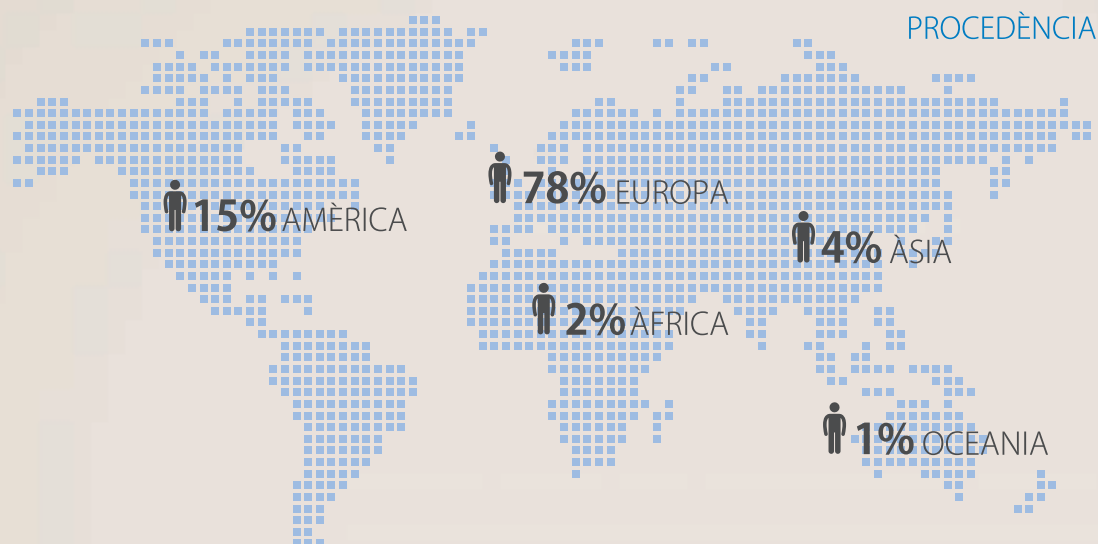 PROCEDÈNCIA
78% EUROPA
15% AMÈRICA
4% ÀSIA
2% ÀFRICA
1% OCEANIA